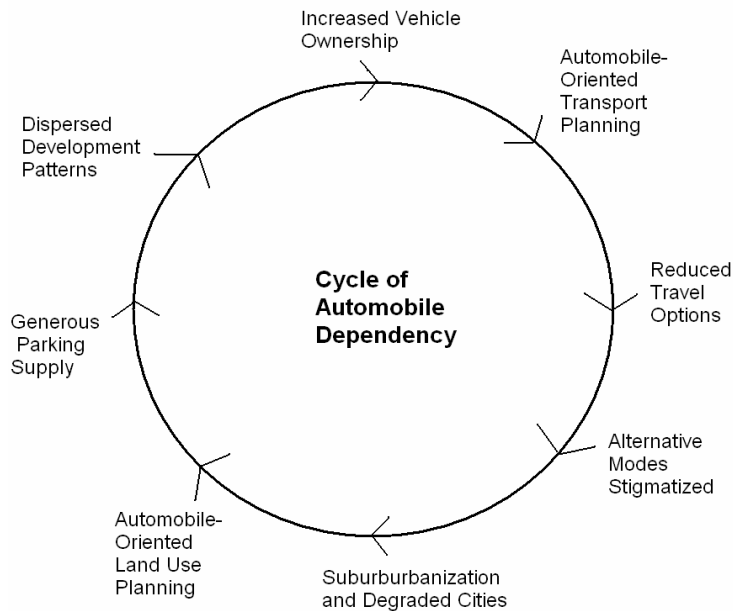 Increased Vehicle
Ownership
Automobile-
Oriented
Transport
Planning
Reduced
Travel
Options
Alternative
Modes
Stigmatized
Suburburbanization
and Degraded Cities
Automobile-
Oriented
Land Use
Planning
Generous
Parking
Supply
Dispersed
Development
Patterns
Cycle of
Automobile
Dependency